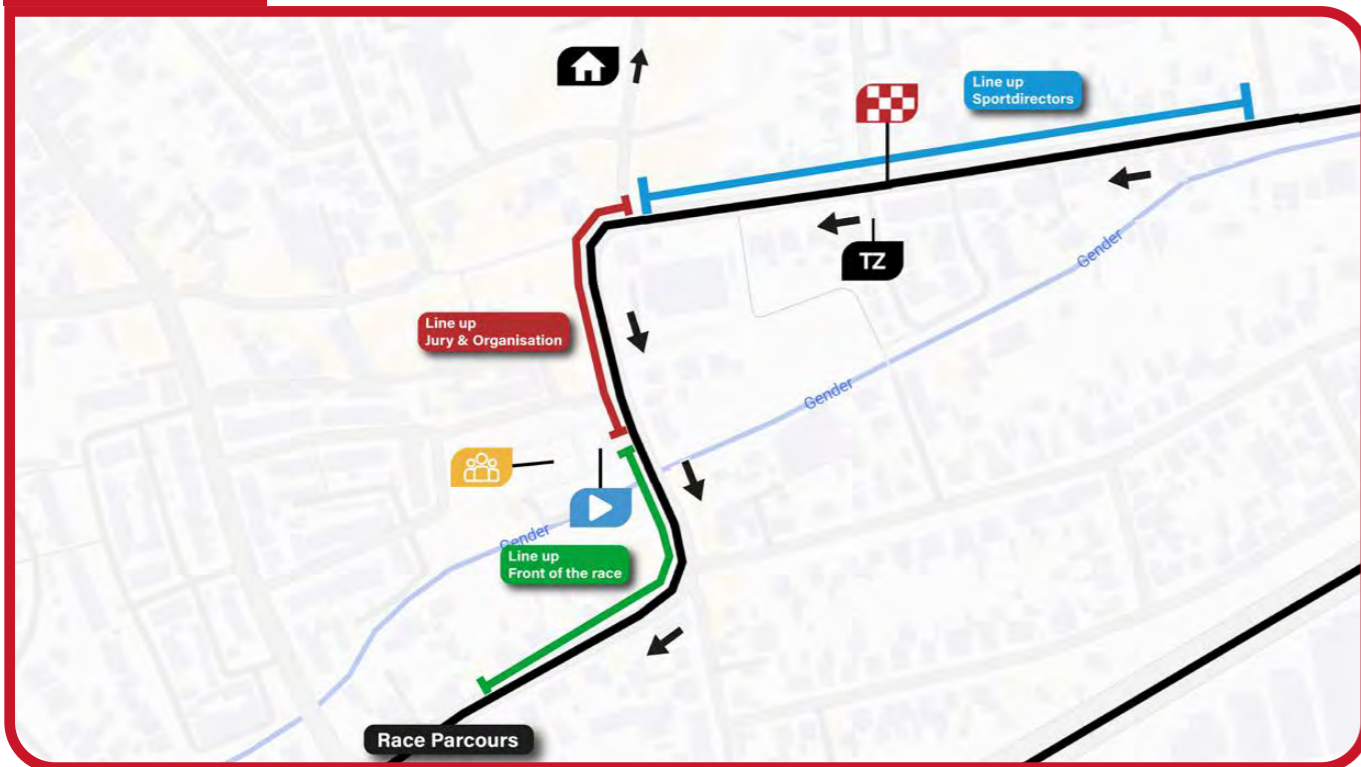 Line up
Sportdirectors
TZ
Gender
Line up
Jury & Organisation
Gender
Gender
Line up
Front of the race
Race Parcours